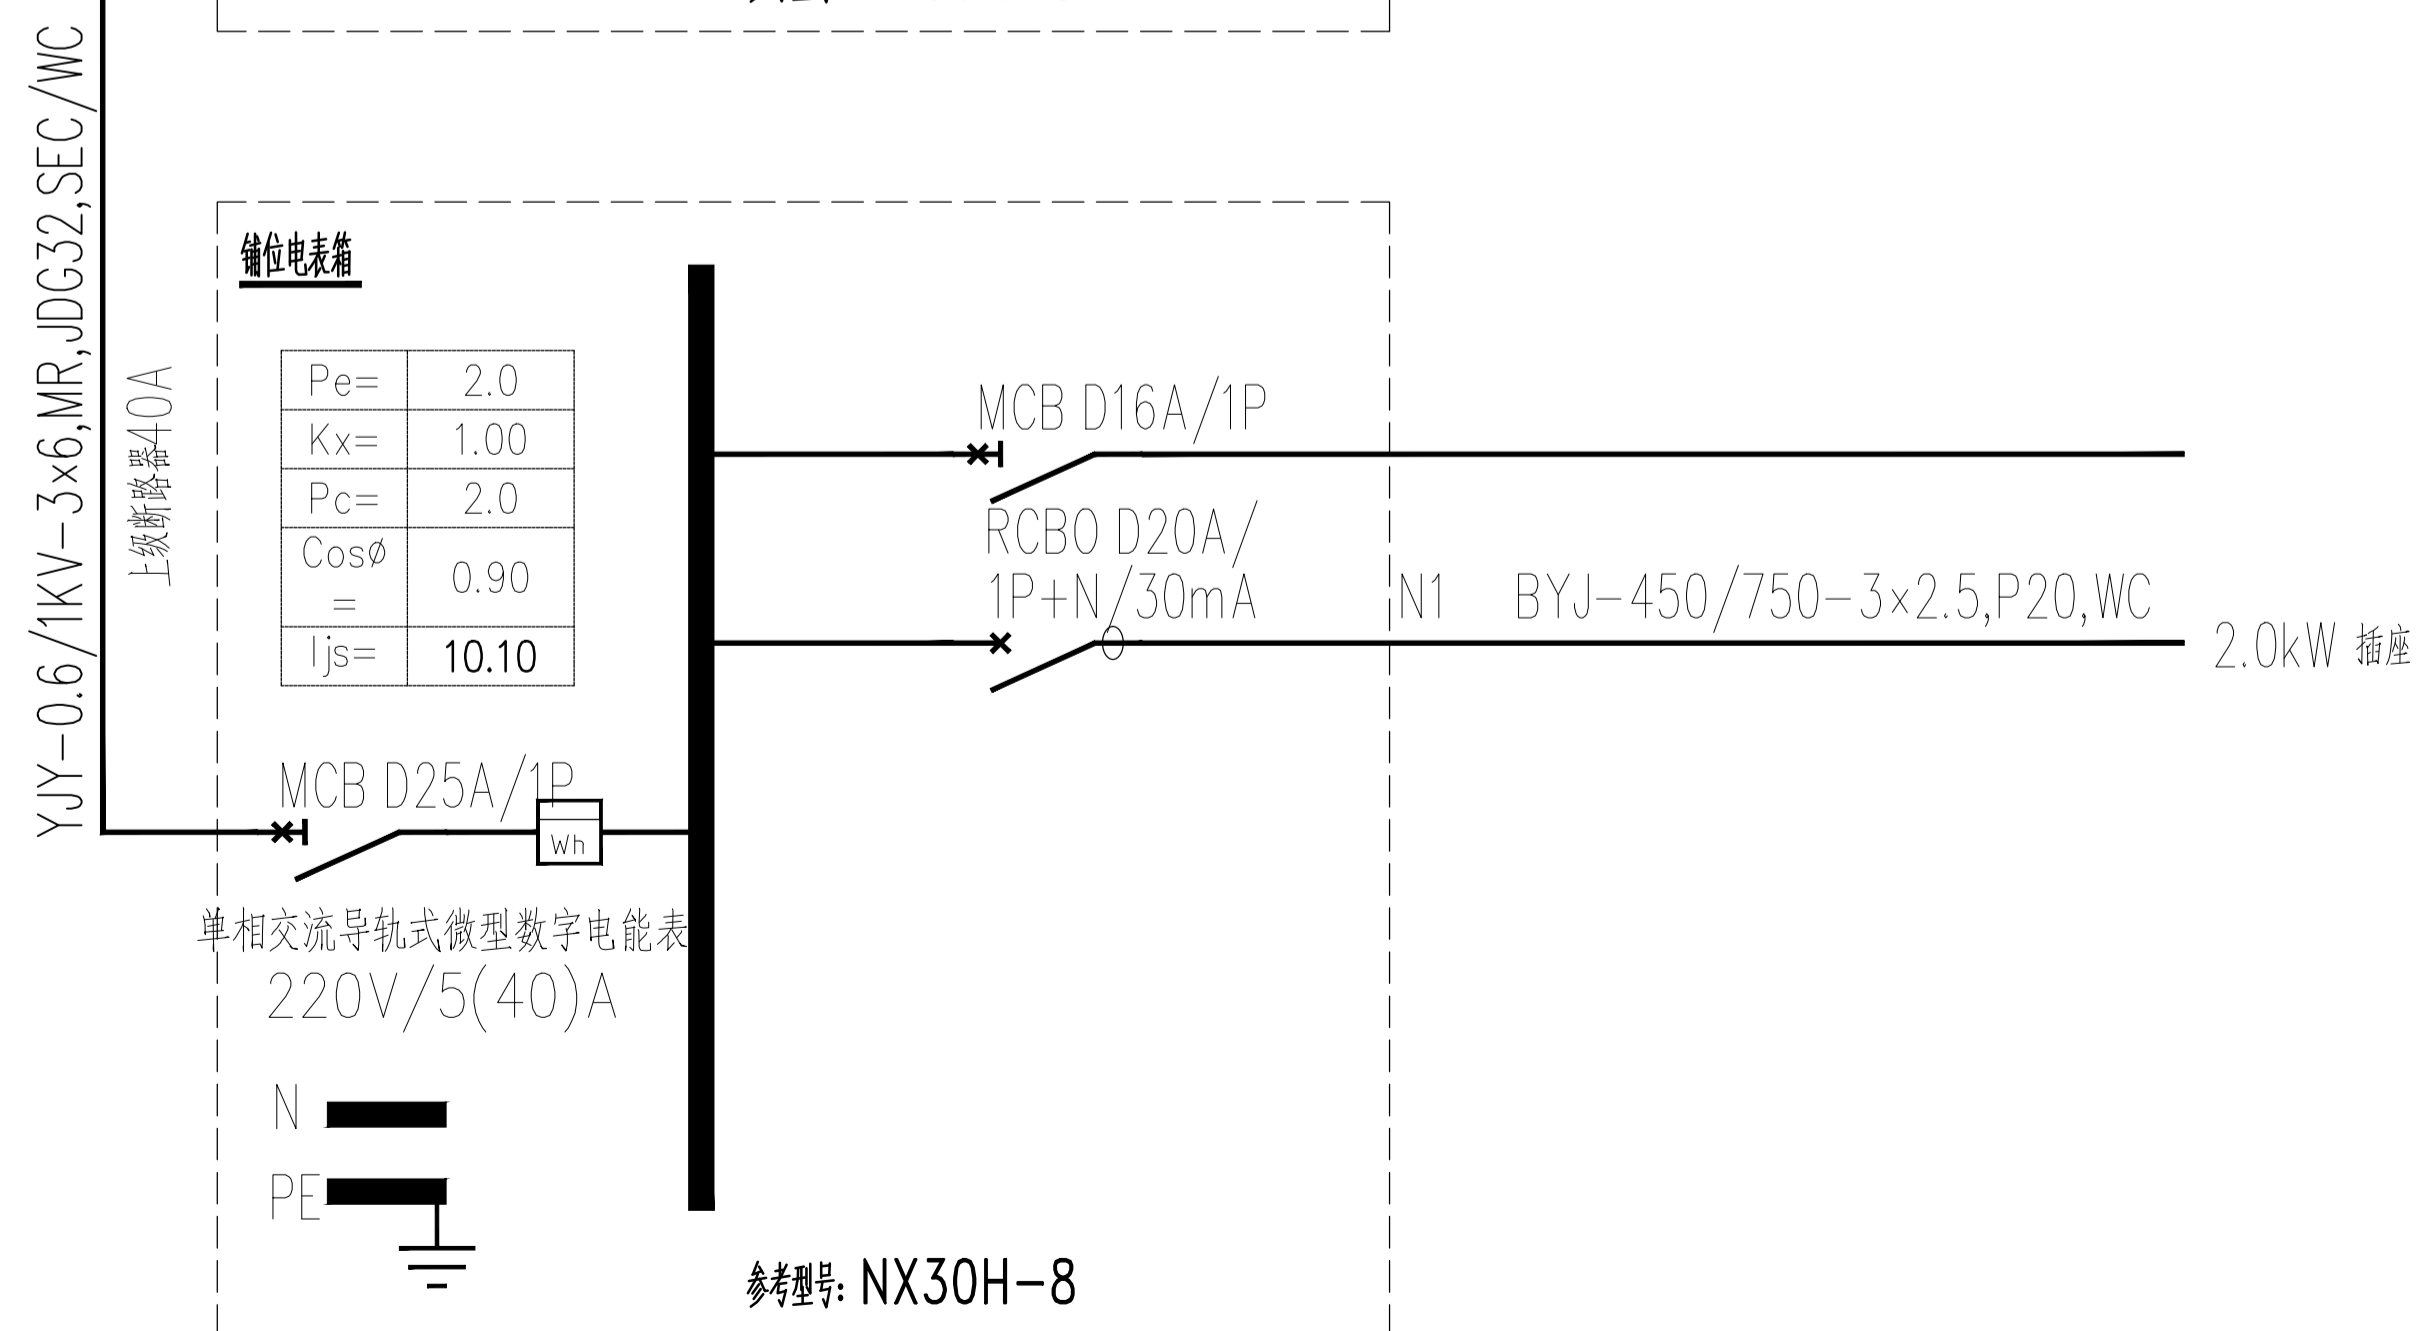 YJY-0.6/1KV-3×6,MR,JDG32,SEC/WC
上级断路器40A
铺位电表箱
Pe= 2.0
Kx= 1.00
Pc= 2.0
Cosø
= 0.90
Ijs= 10.10
MCB D16A/1P
RCBO D20A/
1P+N/30mA
N1 BYJ-450/750-3×2.5,P20,WC
2.0kW 插座
MCB D25A/1P
Wh
单相交流导轨式微型数字电能表
220V/5(40)A
N
PE
参考型号: NX30H-8